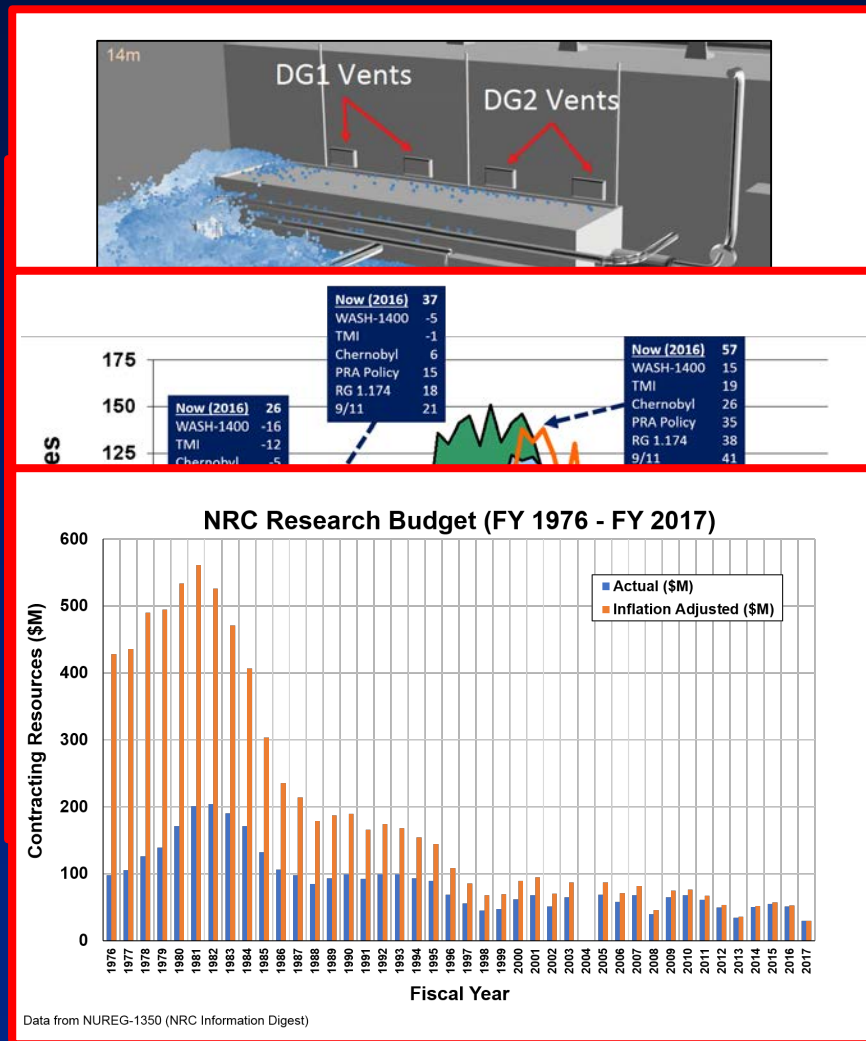 14m
DG1 Vents
DG2 Vents
Now (2016) 37
WASH-1400 -5
TMI -1
Chernobyl 6
PRA Policy 15
RG 1.174 18
9/11 21
Now (2016) 57
WASH-1400 15
TMI 19
Chernobyl 26
PRA Policy 35
RG 1.174 38
9/11 41
Now (2016) 26
WASH-1400 -16
TMI -12
Chernobyl -5
175
150
125
es
NRC Research Budget (FY 1976 - FY 2017)
Contracting Resources ($M)
600
500
400
300
200
100
0
Actual ($M)
Inflation Adjusted ($M)
1976 1977 1978 1979 1980 1981 1982 1983 1984 1985 1986 1987 1988 1989 1990 1991 1992 1993 1994 1995 1996 1997 1998 1999 2000 2001 2002 2003 2004 2005 2006 2007 2008 2009 2010 2011 2012 2013 2014 2015 2016 2017
Fiscal Year
Data from NUREG-1350 (NRC Information Digest)